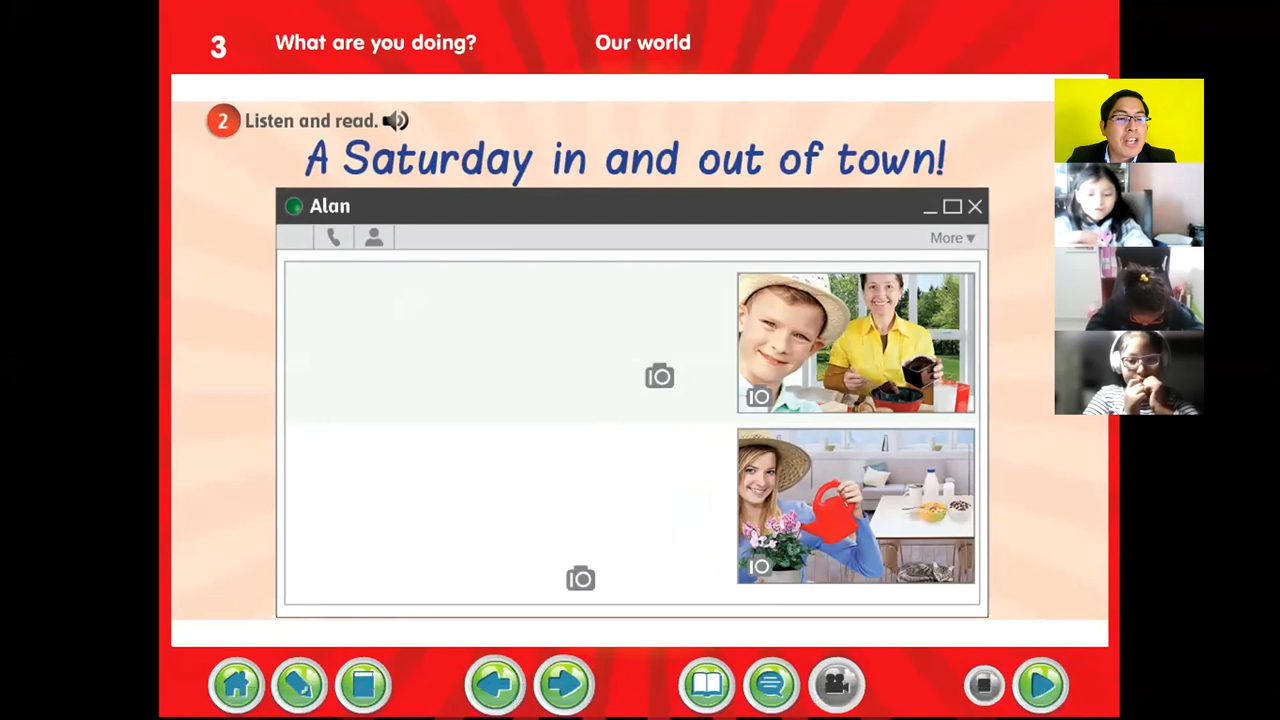 3 What are you doing? Our world
2 Listen and read.
A Saturday in and out of town!
Alan
More